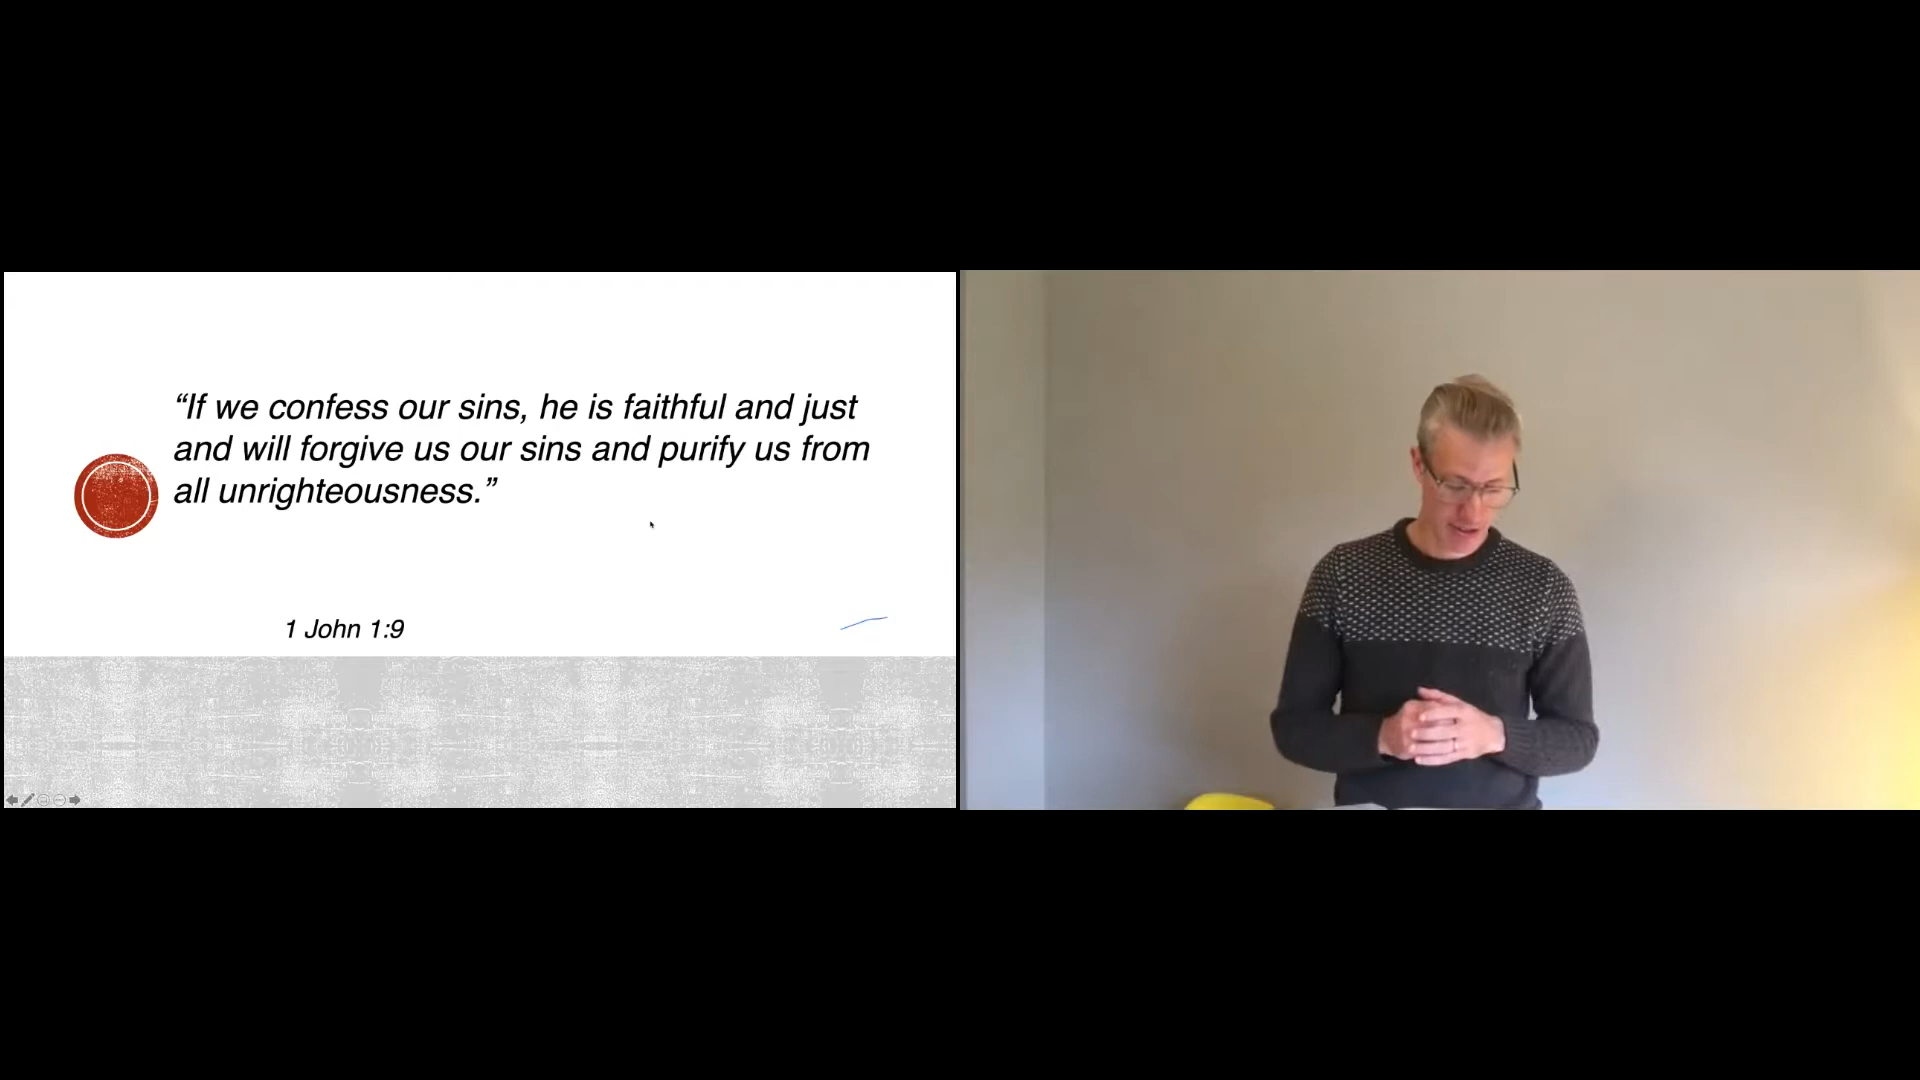 “If we confess our sins, he is faithful and just
and will forgive us our sins and purify us from
all unrighteousness.”
1 John 1:9